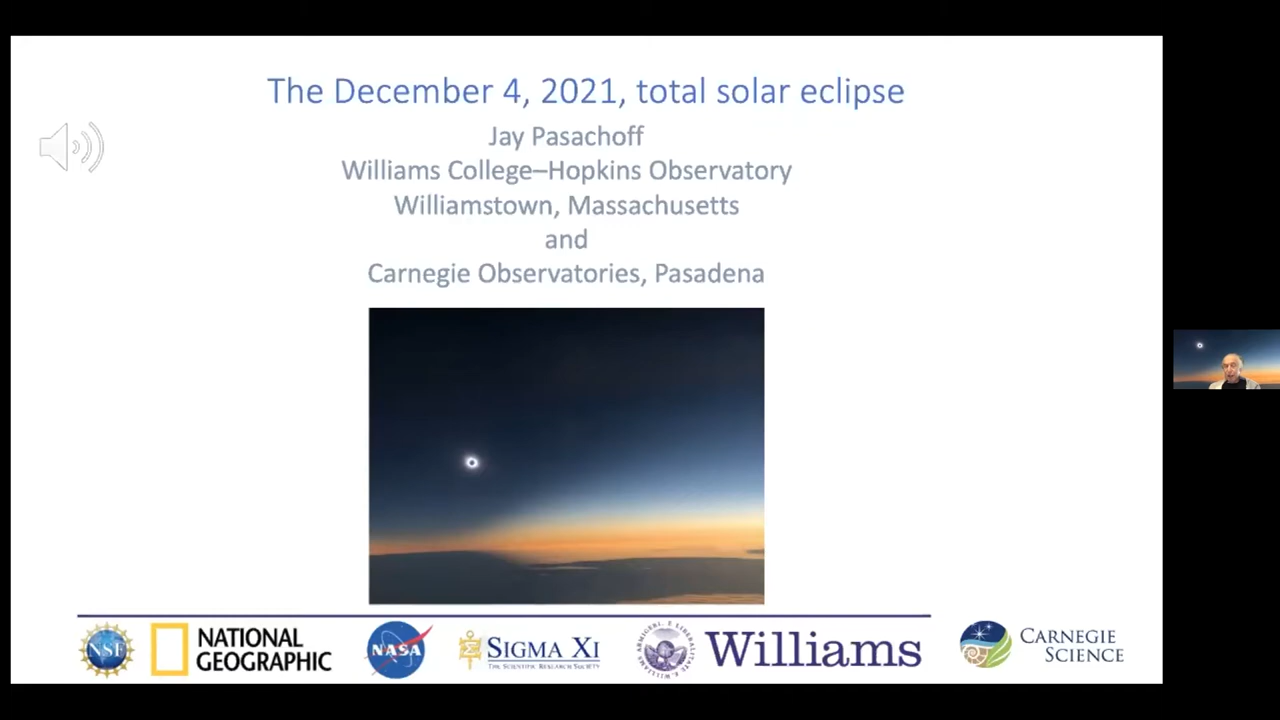 The December 4, 2021, total solar eclipse
Jay Pasachoff
Williams College–Hopkins Observatory
Williamstown, Massachusetts
and
Carnegie Observatories, Pasadena
NSF
NATIONAL
GEOGRAPHIC
NASA
SIGMA XI
THE SCIENTIFIC RESEARCH SOCIETY
Williams
CARNEGIE
SCIENCE